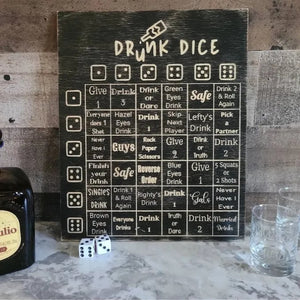 DRUNK DICE
Give
1
Drink
3
Drink
or
Dare
Green
Eyes
Drink
Safe
Drink 2
& Roll
Again
Everyone
does 1
Shot
Hazel
Eyes
Drink
Drink
1
Skip
Next
Player
Lefty's
Drink
Pick
a
Partner
Never
Have I
Ever
Guys
Rock
Paper
Scissors
Give
2
Drink
or
Truth
Drink
3
Finish
your
Drink
Safe
Reverse
Order
Blue
Eyes
Drink
Give
1
5 Squats
or
2 Shots
SINGLES
DRINK
Drink 1
& Roll
Again
Righty's
Drink
Drink
1
Gals
Never
Have I
Ever
Brown
Eyes
Drink
Everyone
Drinks
Drink
1
Truth
or
Dare
Drink
2
Married
Drinks